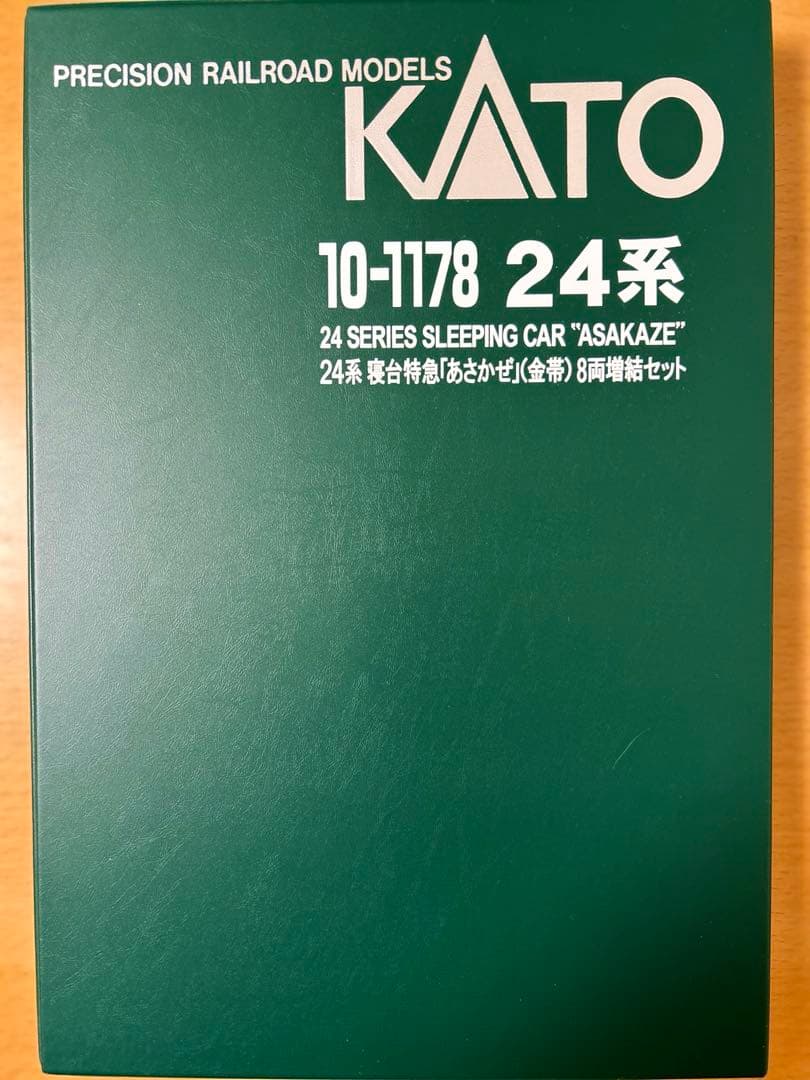 PRECISION RAILROAD MODELS
KATO
10-1178 24系
24 SERIES SLEEPING CAR "ASAKAZE"
24系 寝台特急「あさかぜ」(金帯) 8両増結セット